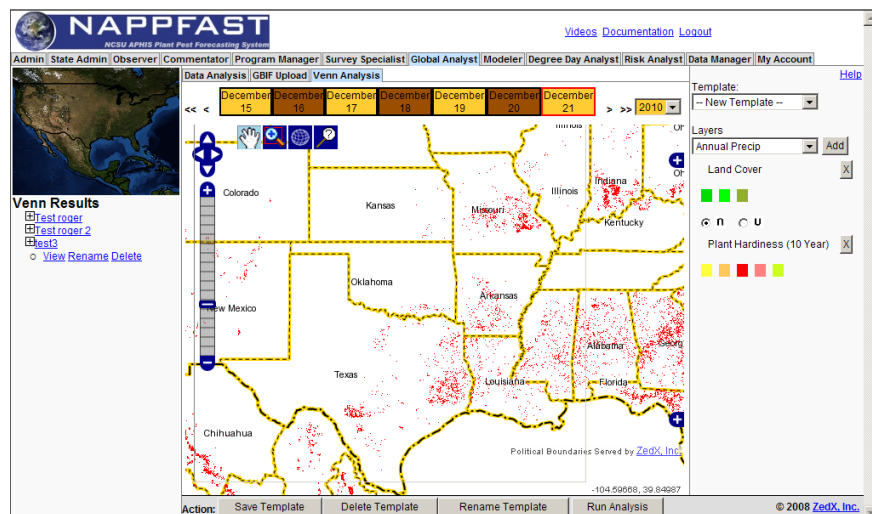 NAPPFAST
NCSU APHIS Plant Pest Forecasting System
Videos Documentation Logout
Admin State Admin Observer Commentator Program Manager Survey Specialist Global Analyst Modeler Degree Day Analyst Risk Analyst Data Manager My Account
Data Analysis GBIF Upload Venn Analysis
Help
<< < December 15 December 16 December 17 December 18 December 19 December 20 December 21 > >> 2010
Template:
-- New Template --
Layers
Annual Precip Add
Land Cover X
∩ U
Plant Hardiness (10 Year) X
Venn Results
Test roger
Test roger 2
test3
View Rename Delete
Illinois
Colorado
Kansas
Missouri
Illinois
Indiana
Oh
Kentucky
Oklahoma
New Mexico
Arkansas
Texas
Louisiana
Alabama
Georg
Florida
Chihuahua
Political Boundaries Served by ZedX, Inc.
-104.59668, 39.84987
Action: Save Template Delete Template Rename Template Run Analysis
© 2008 ZedX, Inc.